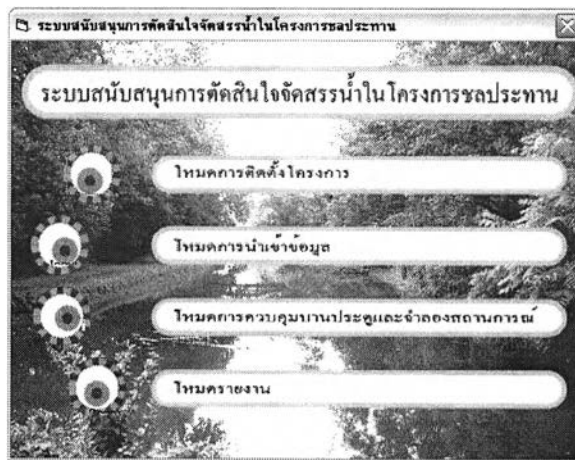 ระบบสนับสนุนการตัดสินใจจัดสรรน้ำในโครงการชลประทาน
ระบบสนับสนุนการตัดสินใจจัดสรรน้ำในโครงการชลประทาน
โหมดการติดตั้งโครงการ
โหมดการนำเข้าข้อมูล
โหมดการควบคุมบานประตูและจำลองสถานการณ์
โหมดรายงาน